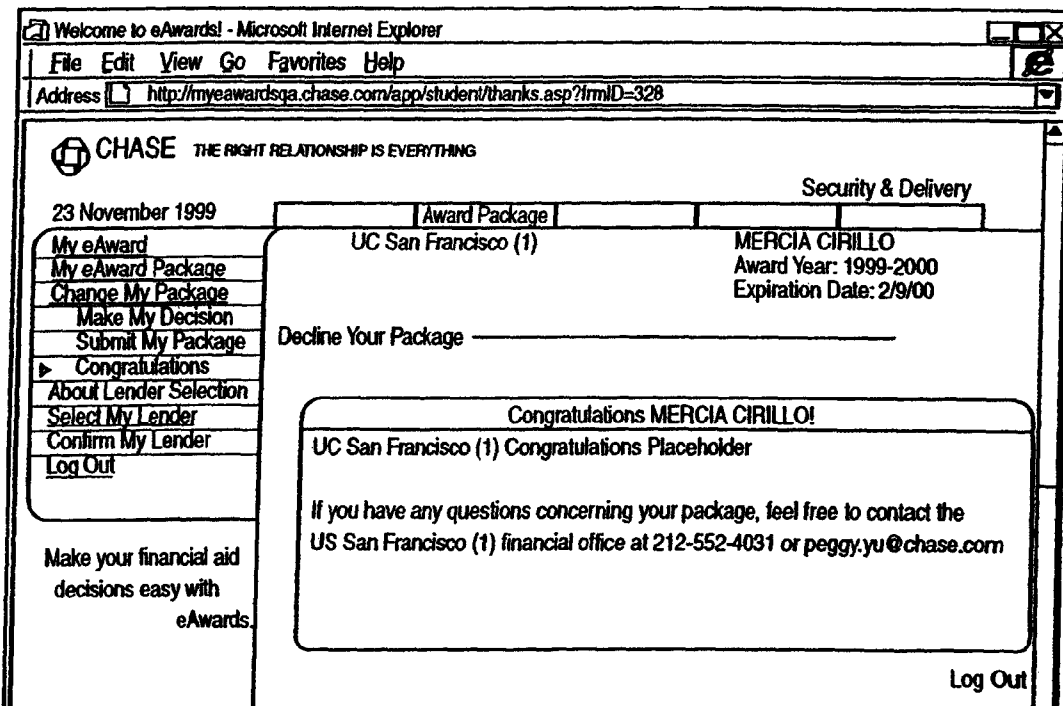 Welcome to eAwards! - Microsoft Internet Explorer
File Edit View Go Favorites Help
Address http://myeawardsqa.chase.com/app/student/thanks.asp?frmID=328
CHASE THE RIGHT RELATIONSHIP IS EVERYTHING
Security & Delivery
23 November 1999
Award Package
My eAward
My eAward Package
Change My Package
Make My Decision
Submit My Package
Congratulations
About Lender Selection
Select My Lender
Confirm My Lender
Log Out
Make your financial aid
decisions easy with
eAwards.
UC San Francisco (1)
MERCIA CIRILLO
Award Year: 1999-2000
Expiration Date: 2/9/00
Decline Your Package
Congratulations MERCIA CIRILLO!
UC San Francisco (1) Congratulations Placeholder
If you have any questions concerning your package, feel free to contact the
US San Francisco (1) financial office at 212-552-4031 or peggy.yu@chase.com
Log Out